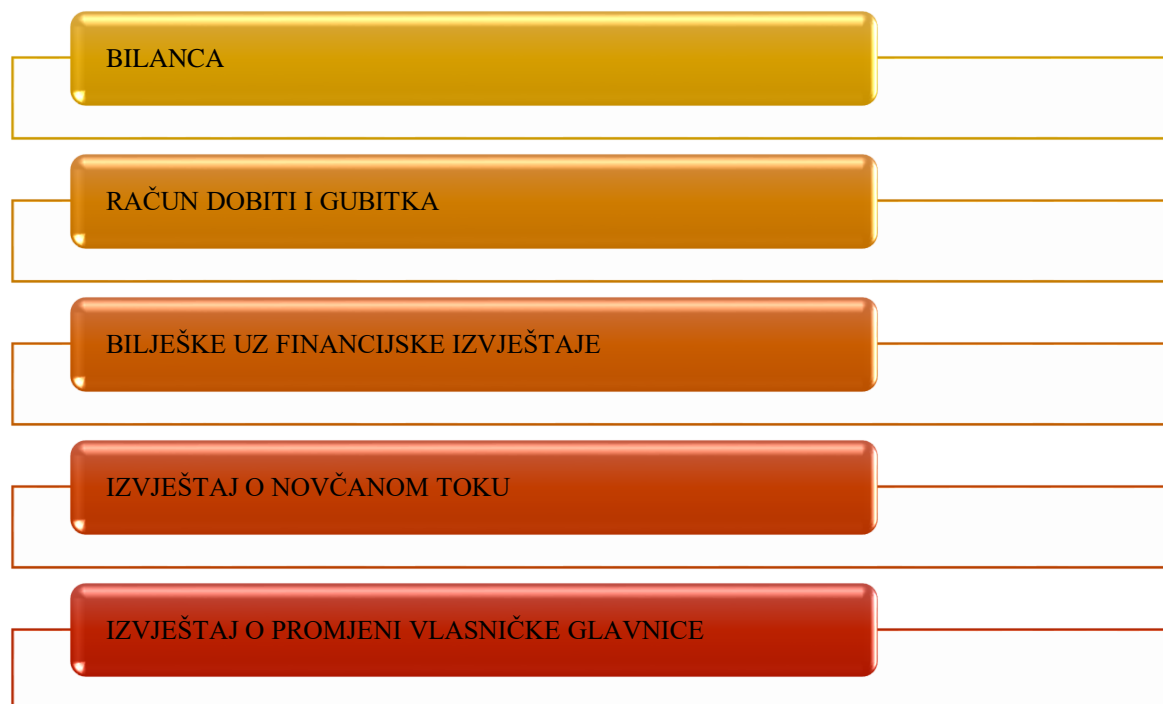 BILANCA
RAČUN DOBITI I GUBITKA
BILJEŠKE UZ FINANCIJSKE IZVJEŠTAJE
IZVJEŠTAJ O NOVČANOM TOKU
IZVJEŠTAJ O PROMJENI VLASNIČKE GLAVNICE